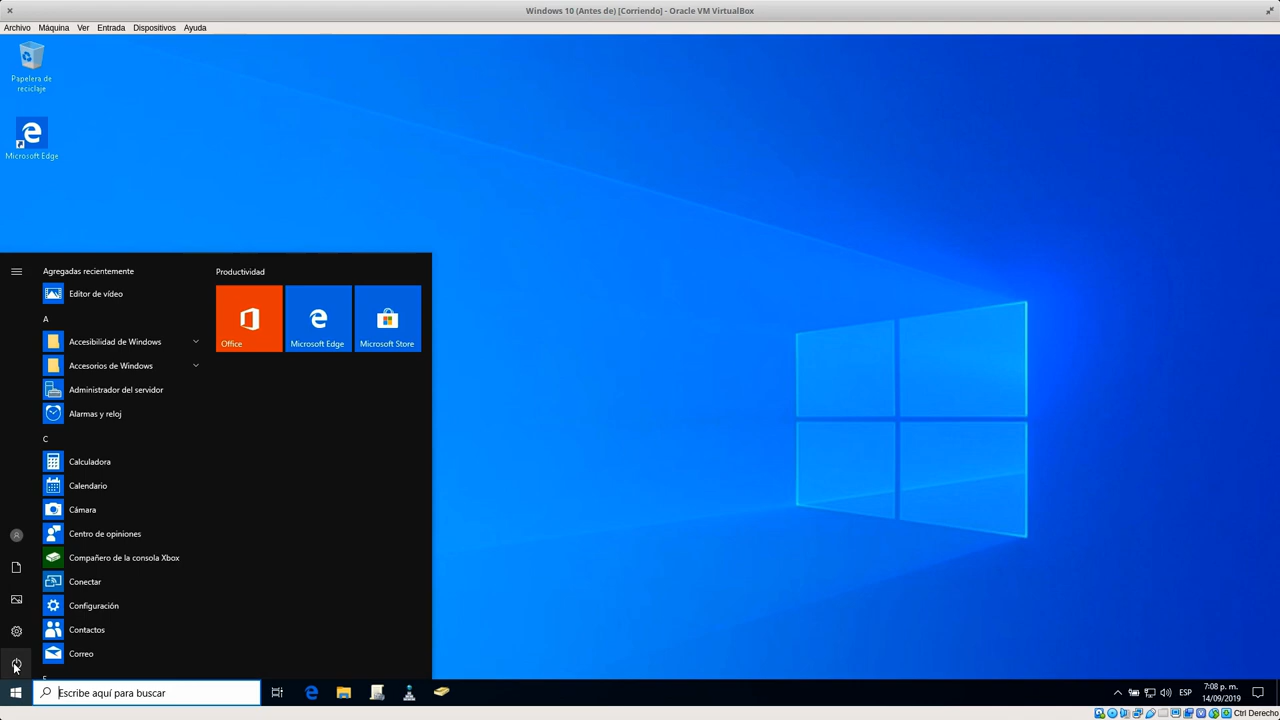 Windows 10 (Antes de) [Corriendo] - Oracle VM VirtualBox
Archivo Máquina Ver Entrada Dispositivos Ayuda
Papelera de
reciclaje
Microsoft Edge
Agregadas recientemente
Editor de vídeo
A
Accesibilidad de Windows
Accesorios de Windows
Administrador del servidor
Alarmas y reloj
C
Calculadora
Calendario
Cámara
Centro de opiniones
Compañero de la consola Xbox
Conectar
Configuración
Contactos
Correo
Productividad
Office
Microsoft Edge
Microsoft Store
Escribe aquí para buscar
ESP
7:08 p. m.
14/09/2019
Ctrl Derecho